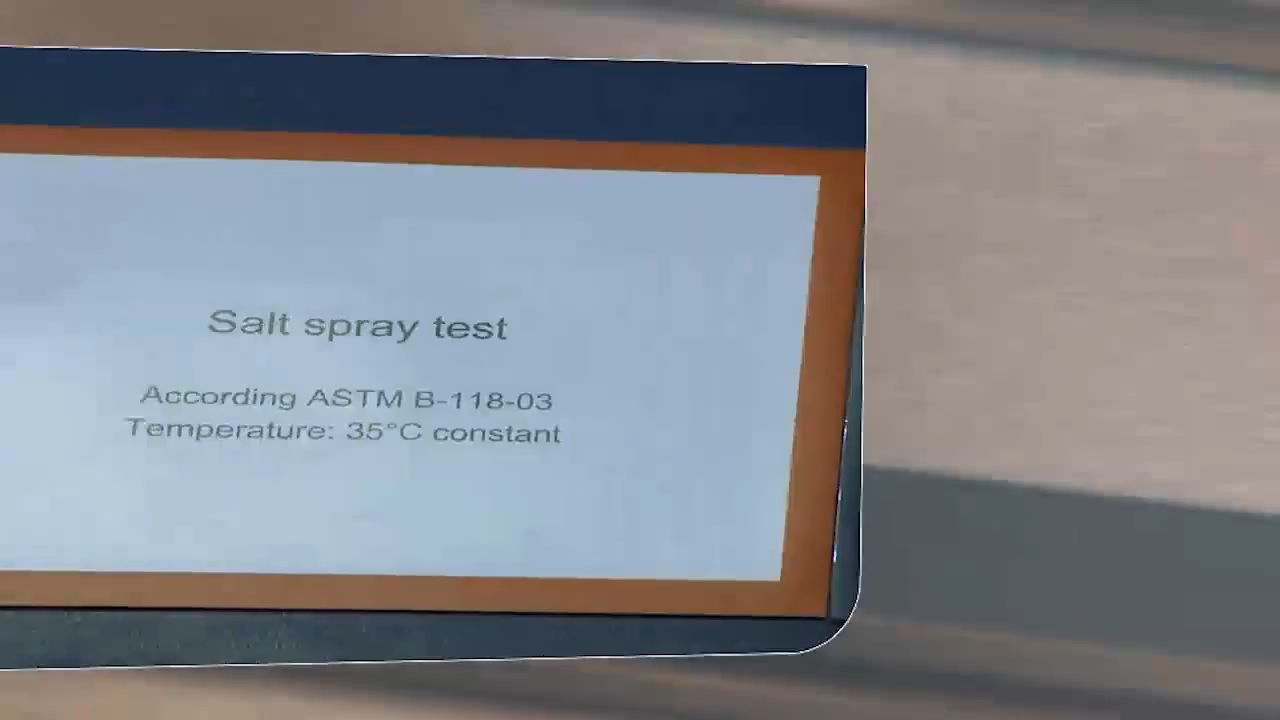 Salt spray test
According ASTM B-118-03
Temperature: 35°C constant